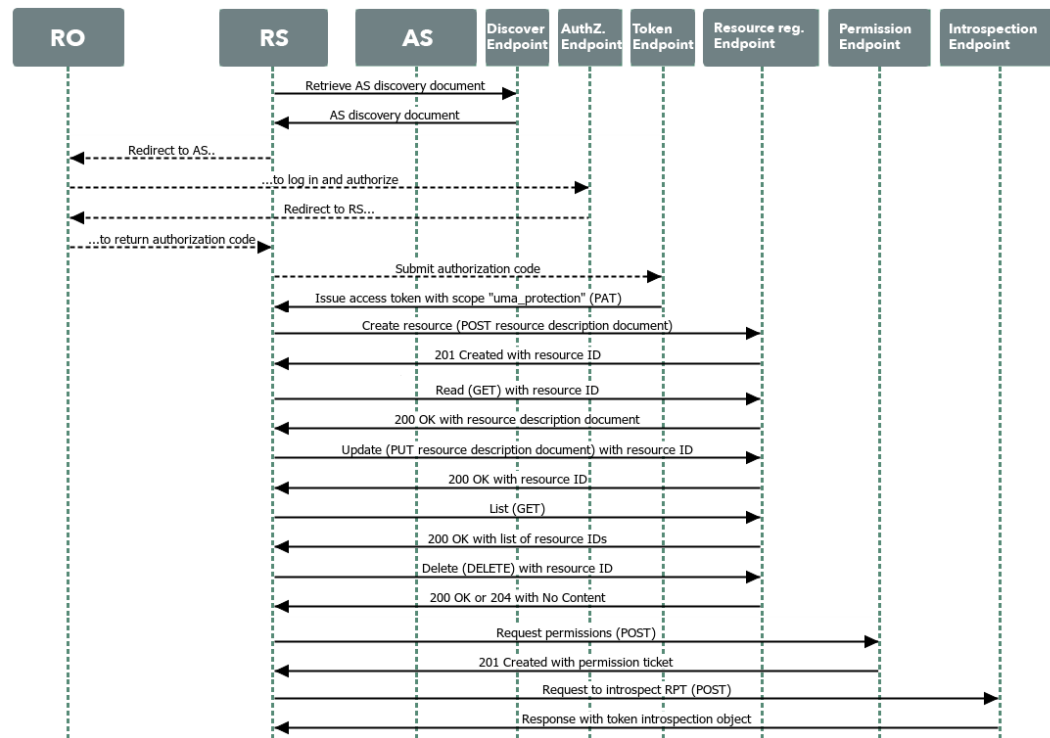 RO
RS
AS
Discover
Endpoint
AuthZ.
Endpoint
Token
Endpoint
Resource reg.
Endpoint
Permission
Endpoint
Introspection
Endpoint
Retrieve AS discovery document
AS discovery document
Redirect to AS..
...to log in and authorize
Redirect to RS...
...to return authorization code
Submit authorization code
Issue access token with scope "uma_protection" (PAT)
Create resource (POST resource description document)
201 Created with resource ID
Read (GET) with resource ID
200 OK with resource description document
Update (PUT resource description document) with resource ID
200 OK with resource ID
List (GET)
200 OK with list of resource IDs
Delete (DELETE) with resource ID
200 OK or 204 with No Content
Request permissions (POST)
201 Created with permission ticket
Request to introspect RPT (POST)
Response with token introspection object